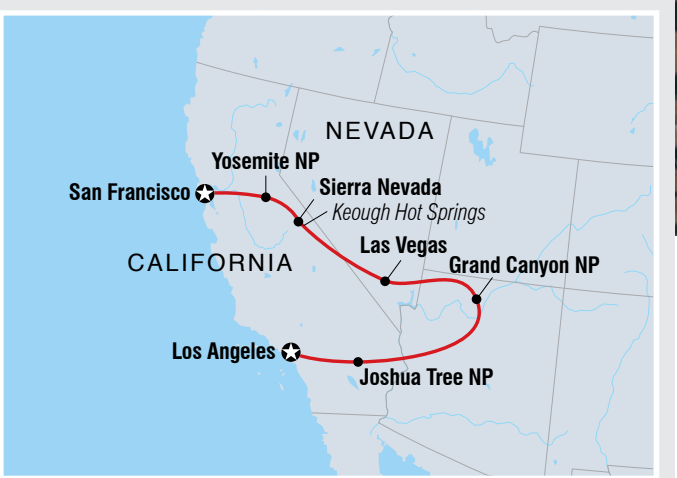 NEVADA
Yosemite NP
San Francisco
Sierra Nevada
Keough Hot Springs
Las Vegas
CALIFORNIA
Grand Canyon NP
Los Angeles
Joshua Tree NP